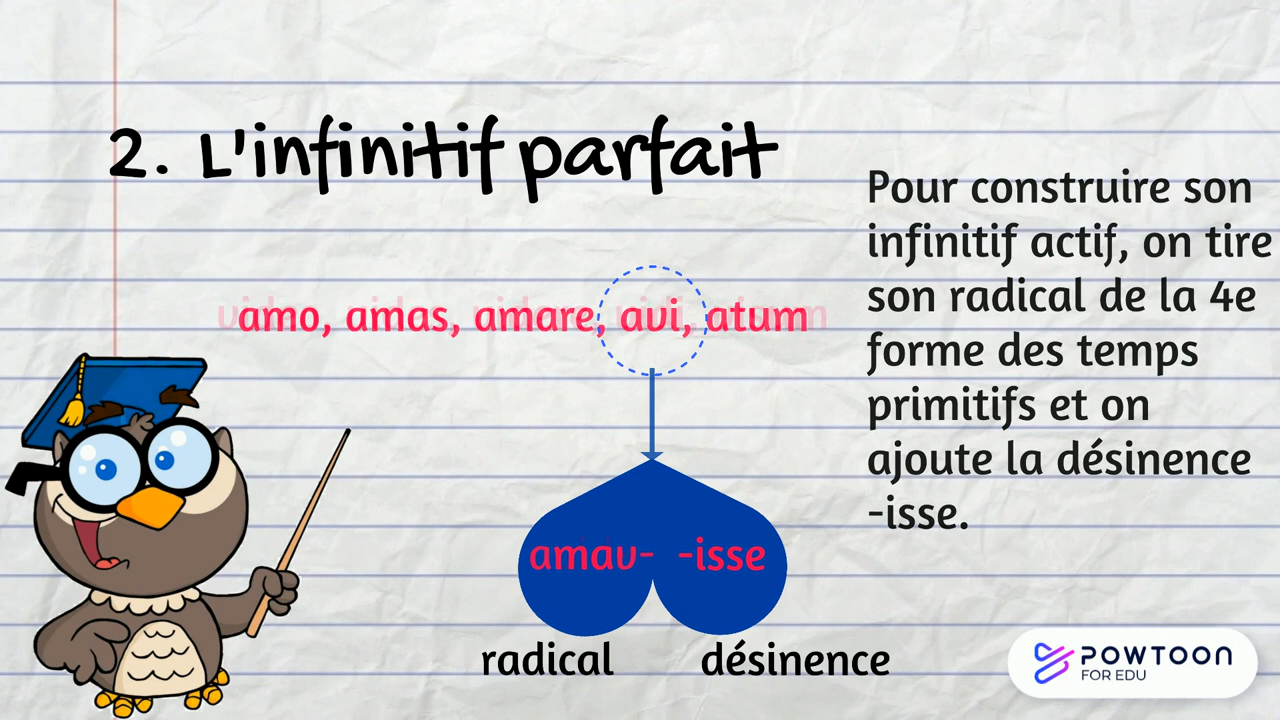 2. L'infinitif parfait
Pour construire son
infinitif actif, on tire
son radical de la 4e
forme des temps
primitifs et on
ajoute la désinence
-isse.
amo, amas, amare, avi, atum
amav- -isse
radical désinence
POWTOON
FOR EDU